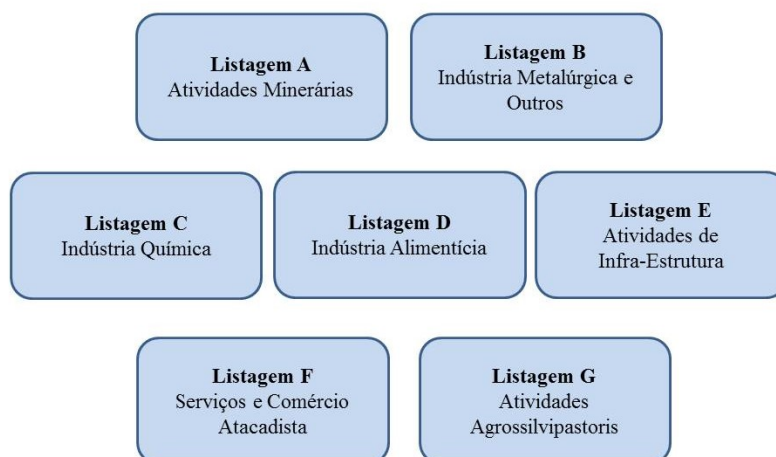 Listagem A
Atividades Minerárias
Listagem B
Indústria Metalúrgica e
Outros
Listagem C
Indústria Química
Listagem D
Indústria Alimentícia
Listagem E
Atividades de
Infra-Estrutura
Listagem F
Serviços e Comércio
Atacadista
Listagem G
Atividades
Agrossilvipastoris